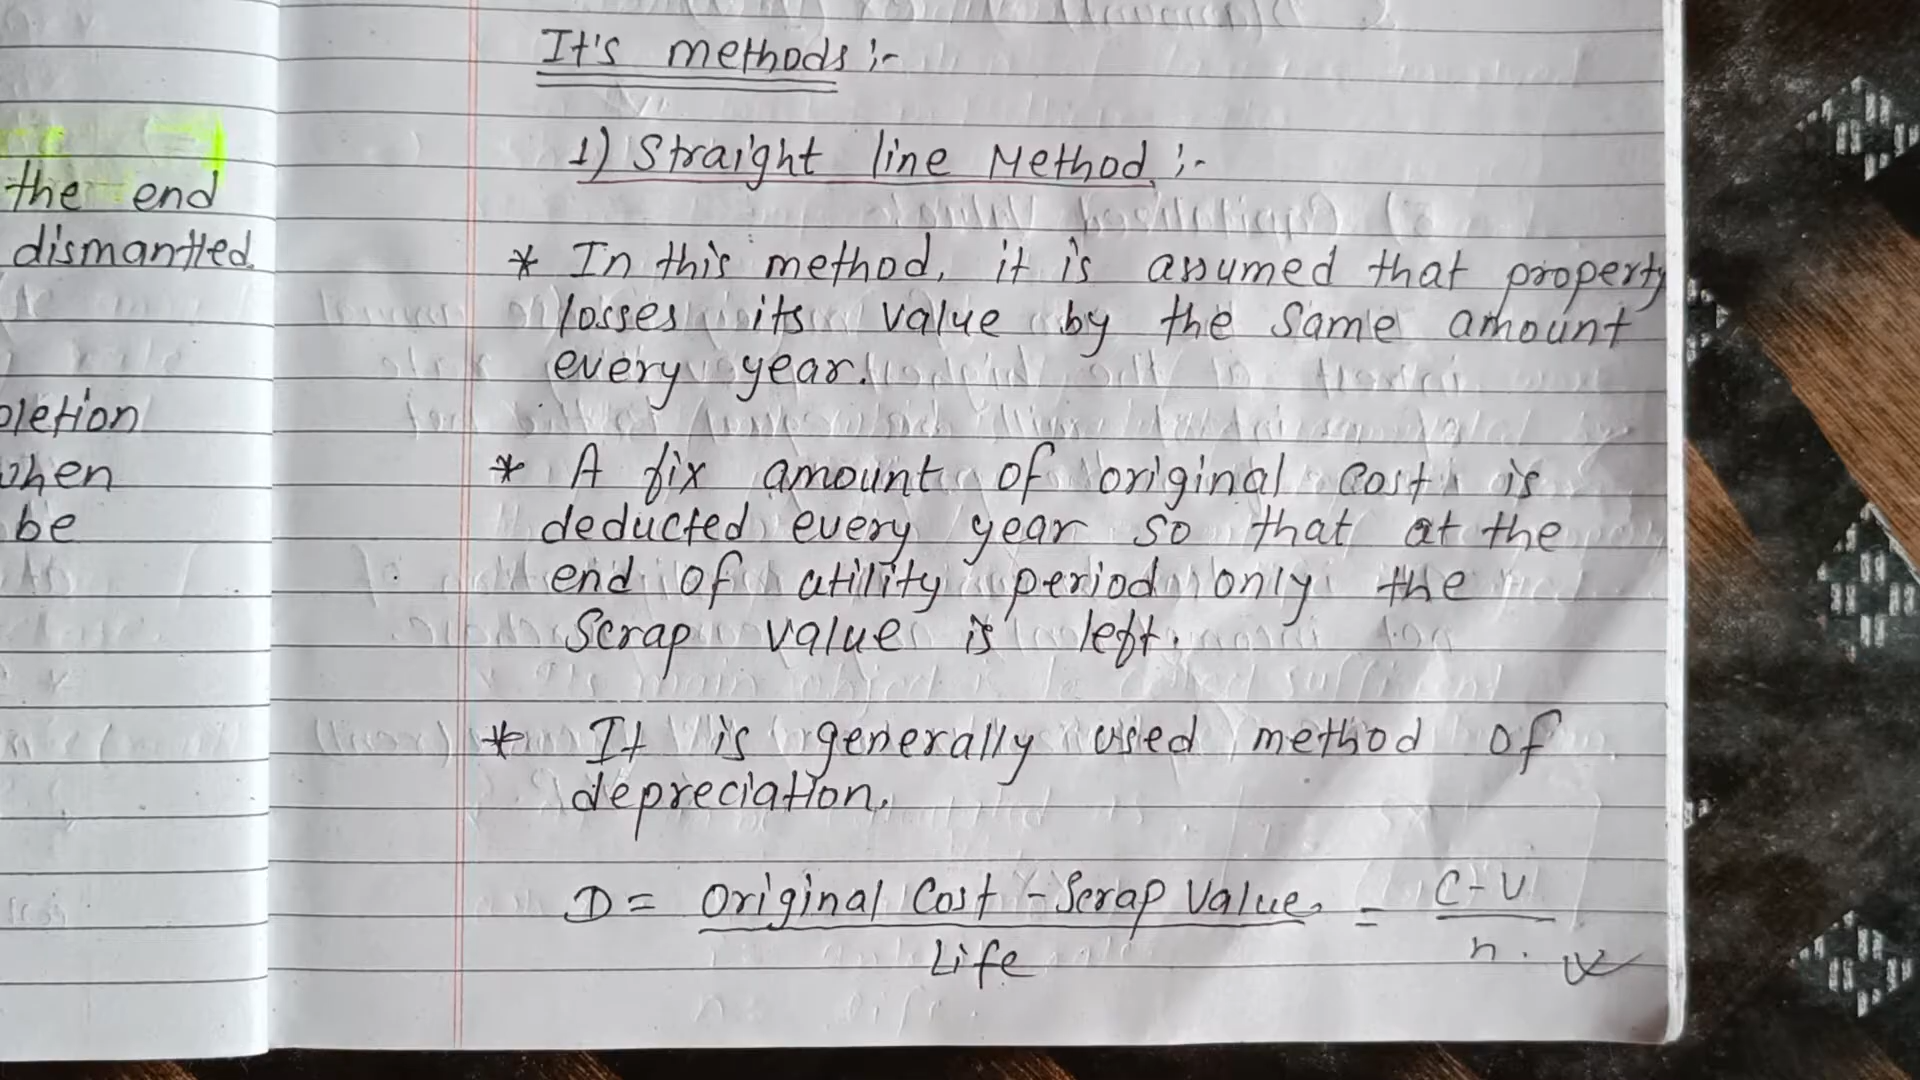 the end
dismantled.
pletion
when
be
It's methods :-
1) Straight line Method :-
* In this method, it is assumed that property
losses its value by the same amount
every year.
* A fix amount of original cost is
deducted every year so that at the
end of utility period only the
Scrap value is left.
* It is generally used method of
depreciation.
D = Original Cost - Scrap Value = C-V
Life n.